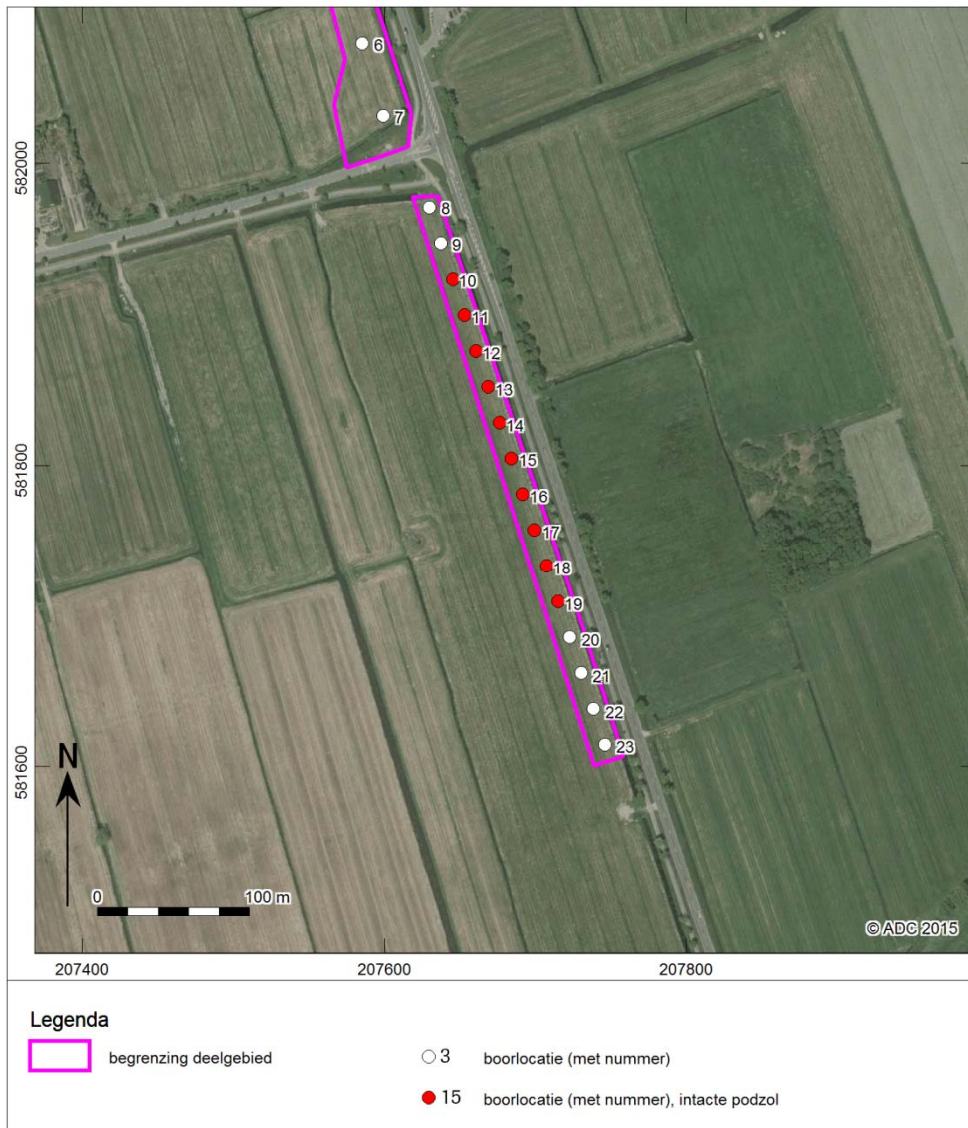 6
7
582000
8
9
10
11
12
13
14
581800
15
16
17
18
19
20
21
22
23
581600
N
0 100 m
© ADC 2015
207400 207600 207800
Legenda
begrenzing deelgebied
3 boorlocatie (met nummer)
15 boorlocatie (met nummer), intacte podzol